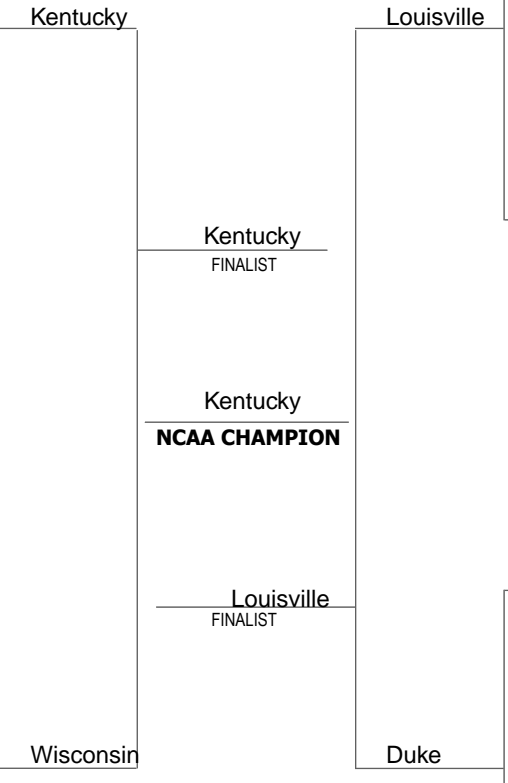 Kentucky
Louisville
Kentucky
FINALIST
Kentucky
NCAA CHAMPION
Louisville
FINALIST
Wisconsin
Duke